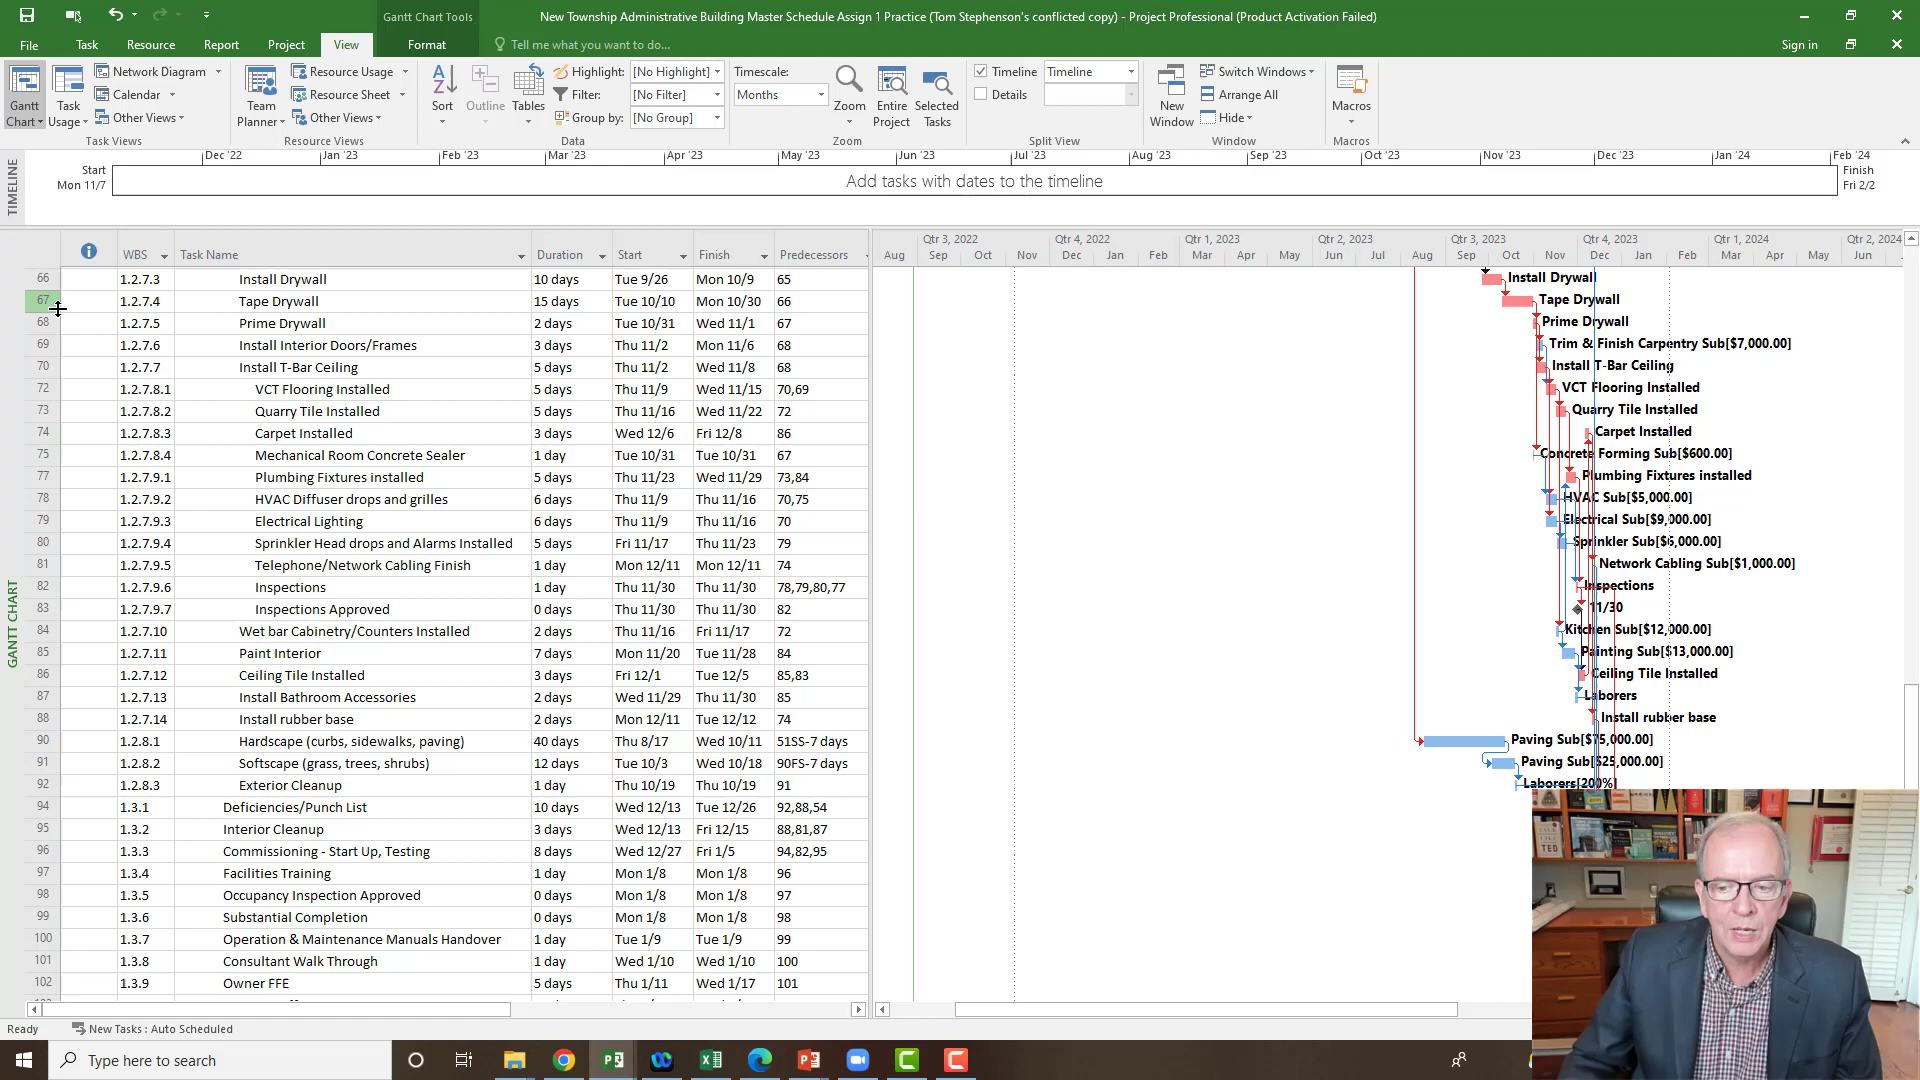 Gantt Chart Tools
New Township Administrative Building Master Schedule Assign 1 Practice (Tom Stephenson's conflicted copy) - Project Professional (Product Activation Failed)
File Task Resource Report Project View Format Tell me what you want to do... Sign in
Gantt Chart
Task Usage
Network Diagram
Calendar
Other Views
Task Views
Team Planner
Resource Usage
Resource Sheet
Other Views
Resource Views
Sort
Outline
Tables
Highlight: [No Highlight]
Filter: [No Filter]
Group by: [No Group]
Data
Timescale:
Months
Zoom
Entire Project
Selected Tasks
Zoom
Timeline Timeline
Details
Split View
New Window
Switch Windows
Arrange All
Hide
Window
Macros
Macros
TIMELINE
Dec '22 Jan '23 Feb '23 Mar '23 Apr '23 May '23 Jun '23 Jul '23 Aug '23 Sep '23 Oct '23 Nov '23 Dec '23 Jan '24 Feb '24
Start
Mon 11/7
Add tasks with dates to the timeline
Finish
Fri 2/2
GANTT CHART
WBS Task Name Duration Start Finish Predecessors
66 1.2.7.3 Install Drywall 10 days Tue 9/26 Mon 10/9 65
67 1.2.7.4 Tape Drywall 15 days Tue 10/10 Mon 10/30 66
68 1.2.7.5 Prime Drywall 2 days Tue 10/31 Wed 11/1 67
69 1.2.7.6 Install Interior Doors/Frames 3 days Thu 11/2 Mon 11/6 68
70 1.2.7.7 Install T-Bar Ceiling 5 days Thu 11/2 Wed 11/8 68
72 1.2.7.8.1 VCT Flooring Installed 5 days Thu 11/9 Wed 11/15 70,69
73 1.2.7.8.2 Quarry Tile Installed 5 days Thu 11/16 Wed 11/22 72
74 1.2.7.8.3 Carpet Installed 3 days Wed 12/6 Fri 12/8 86
75 1.2.7.8.4 Mechanical Room Concrete Sealer 1 day Tue 10/31 Tue 10/31 67
77 1.2.7.9.1 Plumbing Fixtures installed 5 days Thu 11/23 Wed 11/29 73,84
78 1.2.7.9.2 HVAC Diffuser drops and grilles 6 days Thu 11/9 Thu 11/16 70,75
79 1.2.7.9.3 Electrical Lighting 6 days Thu 11/9 Thu 11/16 70
80 1.2.7.9.4 Sprinkler Head drops and Alarms Installed 5 days Fri 11/17 Thu 11/23 79
81 1.2.7.9.5 Telephone/Network Cabling Finish 1 day Mon 12/11 Mon 12/11 74
82 1.2.7.9.6 Inspections 1 day Thu 11/30 Thu 11/30 78,79,80,77
83 1.2.7.9.7 Inspections Approved 0 days Thu 11/30 Thu 11/30 82
84 1.2.7.10 Wet bar Cabinetry/Counters Installed 2 days Thu 11/16 Fri 11/17 72
85 1.2.7.11 Paint Interior 7 days Mon 11/20 Tue 11/28 84
86 1.2.7.12 Ceiling Tile Installed 3 days Fri 12/1 Tue 12/5 85,83
87 1.2.7.13 Install Bathroom Accessories 2 days Wed 11/29 Thu 11/30 85
88 1.2.7.14 Install rubber base 2 days Mon 12/11 Tue 12/12 74
90 1.2.8.1 Hardscape (curbs, sidewalks, paving) 40 days Thu 8/17 Wed 10/11 51SS-7 days
91 1.2.8.2 Softscape (grass, trees, shrubs) 12 days Tue 10/3 Wed 10/18 90FS-7 days
92 1.2.8.3 Exterior Cleanup 1 day Thu 10/19 Thu 10/19 91
94 1.3.1 Deficiencies/Punch List 10 days Wed 12/13 Tue 12/26 92,88,54
95 1.3.2 Interior Cleanup 3 days Wed 12/13 Fri 12/15 88,81,87
96 1.3.3 Commissioning - Start Up, Testing 8 days Wed 12/27 Fri 1/5 94,82,95
97 1.3.4 Facilities Training 1 day Mon 1/8 Mon 1/8 96
98 1.3.5 Occupancy Inspection Approved 0 days Mon 1/8 Mon 1/8 97
99 1.3.6 Substantial Completion 0 days Mon 1/8 Mon 1/8 98
100 1.3.7 Operation & Maintenance Manuals Handover 1 day Tue 1/9 Tue 1/9 99
101 1.3.8 Consultant Walk Through 1 day Wed 1/10 Wed 1/10 100
102 1.3.9 Owner FFE 5 days Thu 1/11 Wed 1/17 101
Qtr 3, 2022 Qtr 4, 2022 Qtr 1, 2023 Qtr 2, 2023 Qtr 3, 2023 Qtr 4, 2023 Qtr 1, 2024 Qtr 2, 2024
Aug Sep Oct Nov Dec Jan Feb Mar Apr May Jun Jul Aug Sep Oct Nov Dec Jan Feb Mar Apr May Jun
Install Drywall
Tape Drywall
Prime Drywall
Trim & Finish Carpentry Sub[$7,000.00]
Install T-Bar Ceiling
VCT Flooring Installed
Quarry Tile Installed
Carpet Installed
Concrete Forming Sub[$600.00]
Plumbing Fixtures installed
HVAC Sub[$5,000.00]
Electrical Sub[$9,000.00]
Sprinkler Sub[$6,000.00]
Network Cabling Sub[$1,000.00]
Inspections
11/30
Kitchen Sub[$12,000.00]
Painting Sub[$13,000.00]
Ceiling Tile Installed
Laborers
Install rubber base
Paving Sub[$75,000.00]
Paving Sub[$25,000.00]
Laborers[200%]
TED
Ready New Tasks : Auto Scheduled
Type here to search